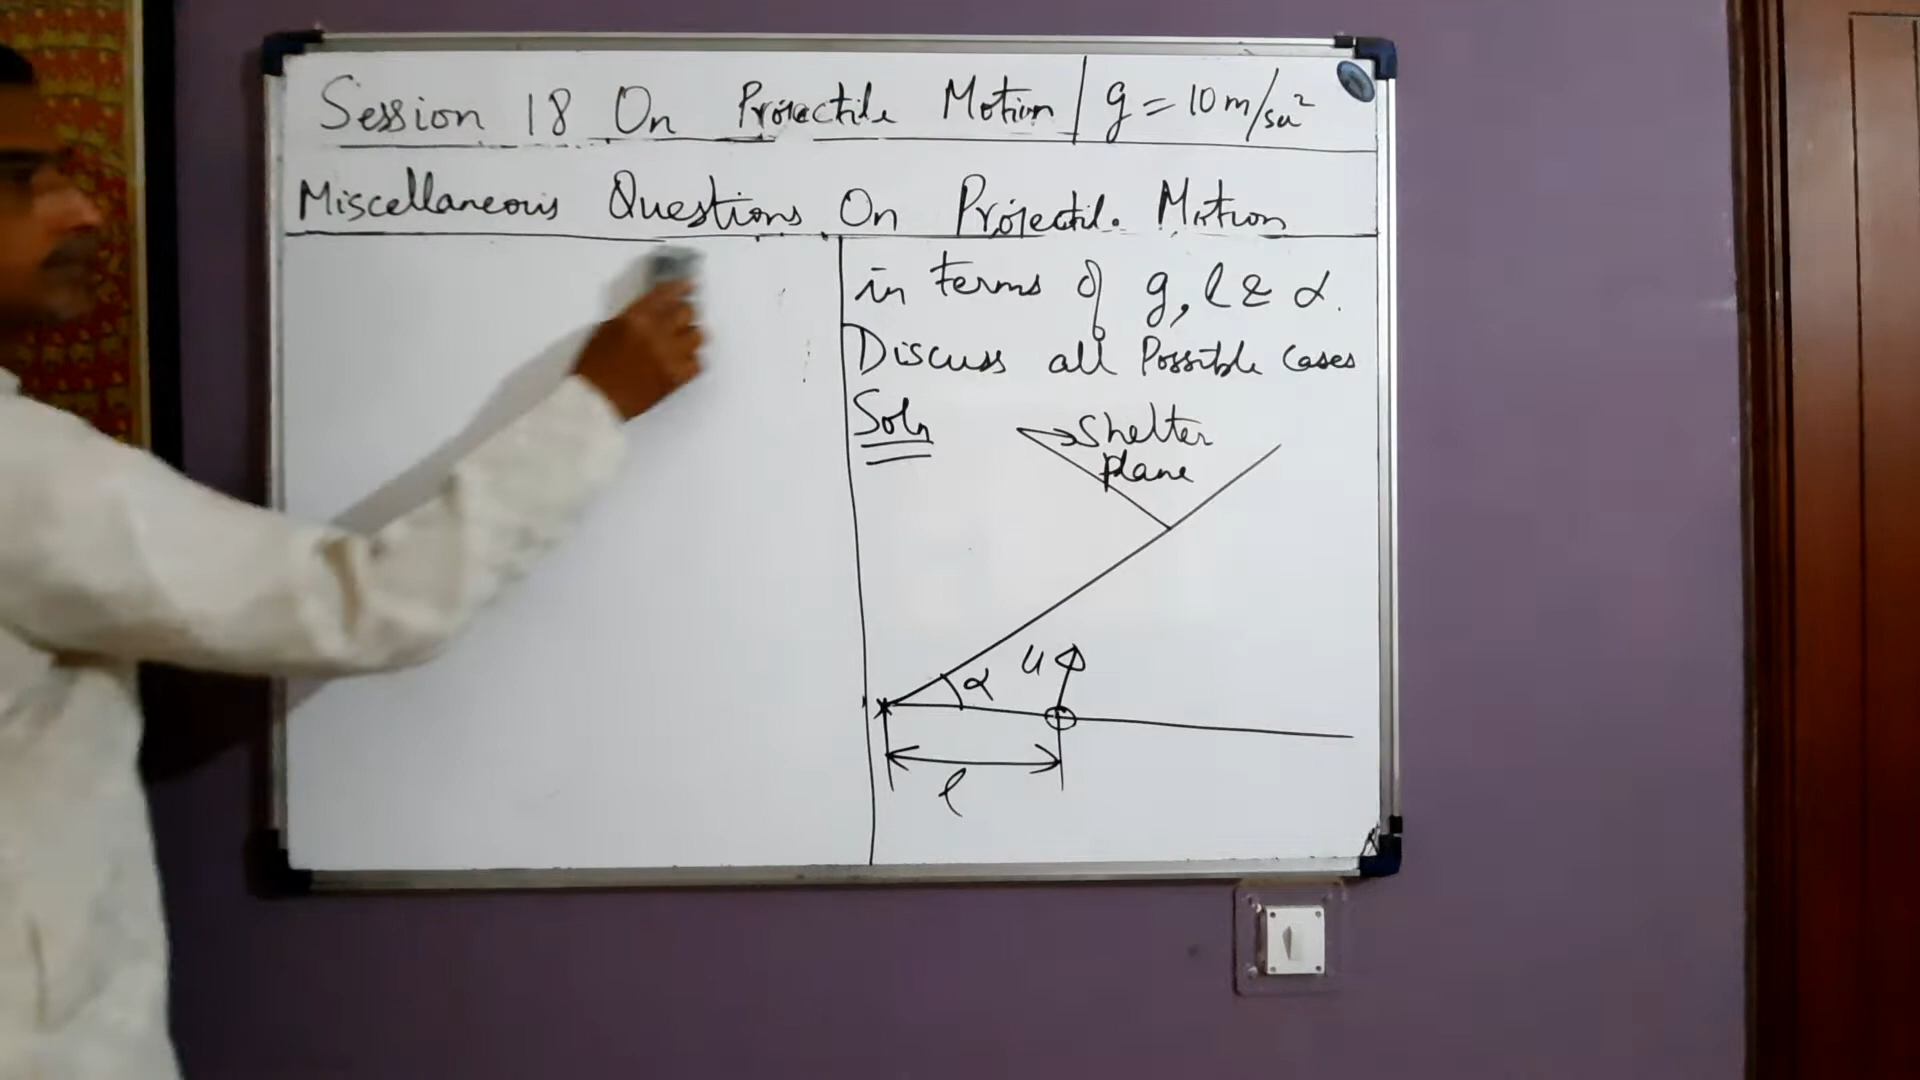 Session 18 On Projectile Motion | g = 10 m/sec²
Miscellaneous Questions On Projectile Motion
in terms of g, l & α.
Discuss all Possible Cases
Soln
Shelter
plane
u
α
l